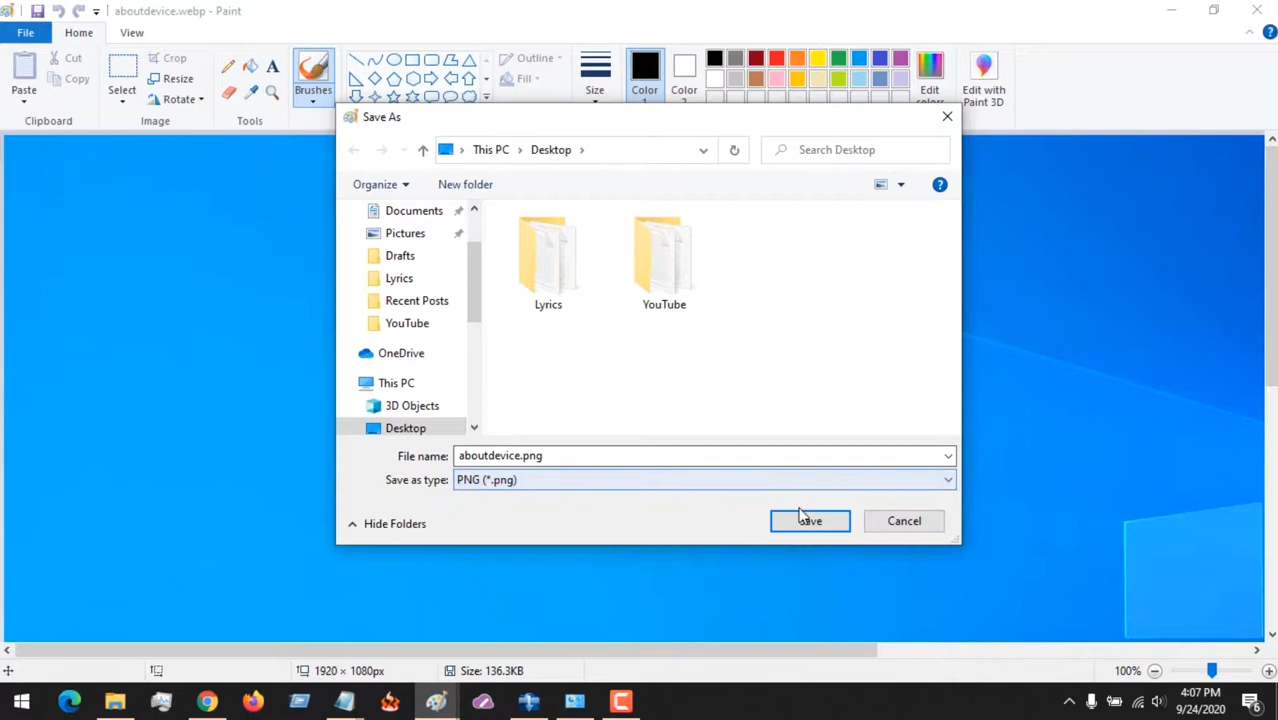 aboutdevice.webp - Paint
File Home View
Paste
Cut
Copy
Clipboard
Select
Crop
Resize
Rotate
Image
Tools
Brushes
Outline
Fill
Size
Color
1
Color
2
Edit
colors
Edit with
Paint 3D
Save As
This PC > Desktop >
Search Desktop
Organize
New folder
Documents
Pictures
Drafts
Lyrics
Recent Posts
YouTube
OneDrive
This PC
3D Objects
Desktop
Lyrics
YouTube
File name: aboutdevice.png
Save as type: PNG (*.png)
Hide Folders
Save
Cancel
1920 × 1080px
Size: 136.3KB
100%
4:07 PM
9/24/2020
6